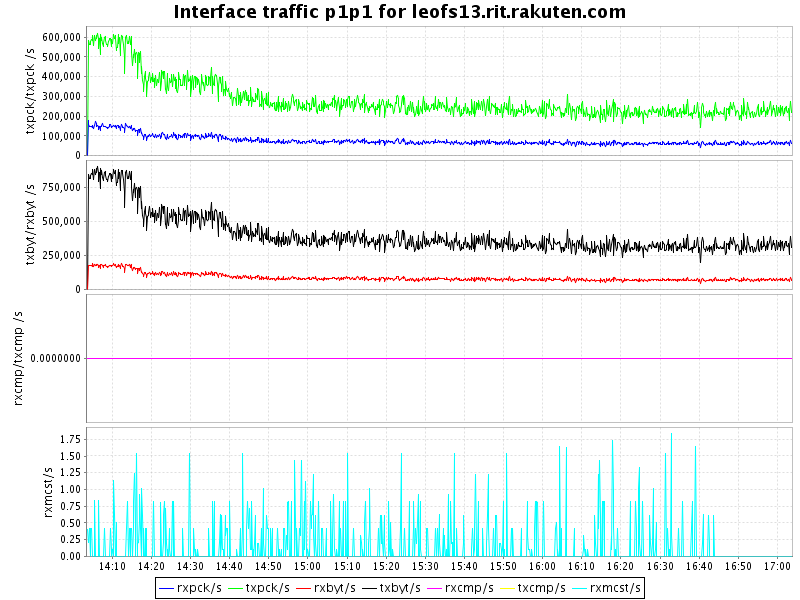 Interface traffic p1p1 for leofs13.rit.rakuten.com
txpck/txpck /s
600,000
500,000
400,000
300,000
200,000
100,000
0
txbyt/rxbyt /s
750,000
500,000
250,000
0
rxcmp/txcmp /s
0.0000000
rxmcst/s
1.75
1.50
1.25
1.00
0.75
0.50
0.25
0.00
14:10 14:20 14:30 14:40 14:50 15:00 15:10 15:20 15:30 15:40 15:50 16:00 16:10 16:20 16:30 16:40 16:50 17:00
rxpck/s txpck/s rxbyt/s txbyt/s rxcmp/s txcmp/s rxmcst/s